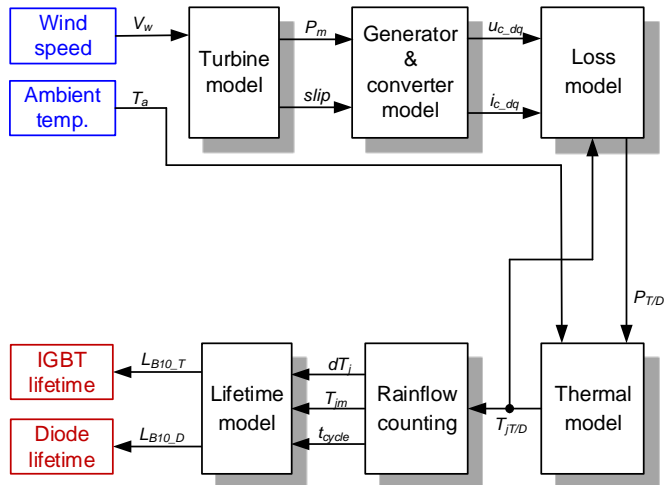 Wind
speed
V_w
Turbine
model
P_m
slip
Generator
&
converter
model
u_c_dq
i_c_dq
Loss
model
Ambient
temp.
T_a
P_T/D
IGBT
lifetime
L_B10_T
Diode
lifetime
L_B10_D
Lifetime
model
dT_j
T_jm
t_cycle
Rainflow
counting
T_jT/D
Thermal
model